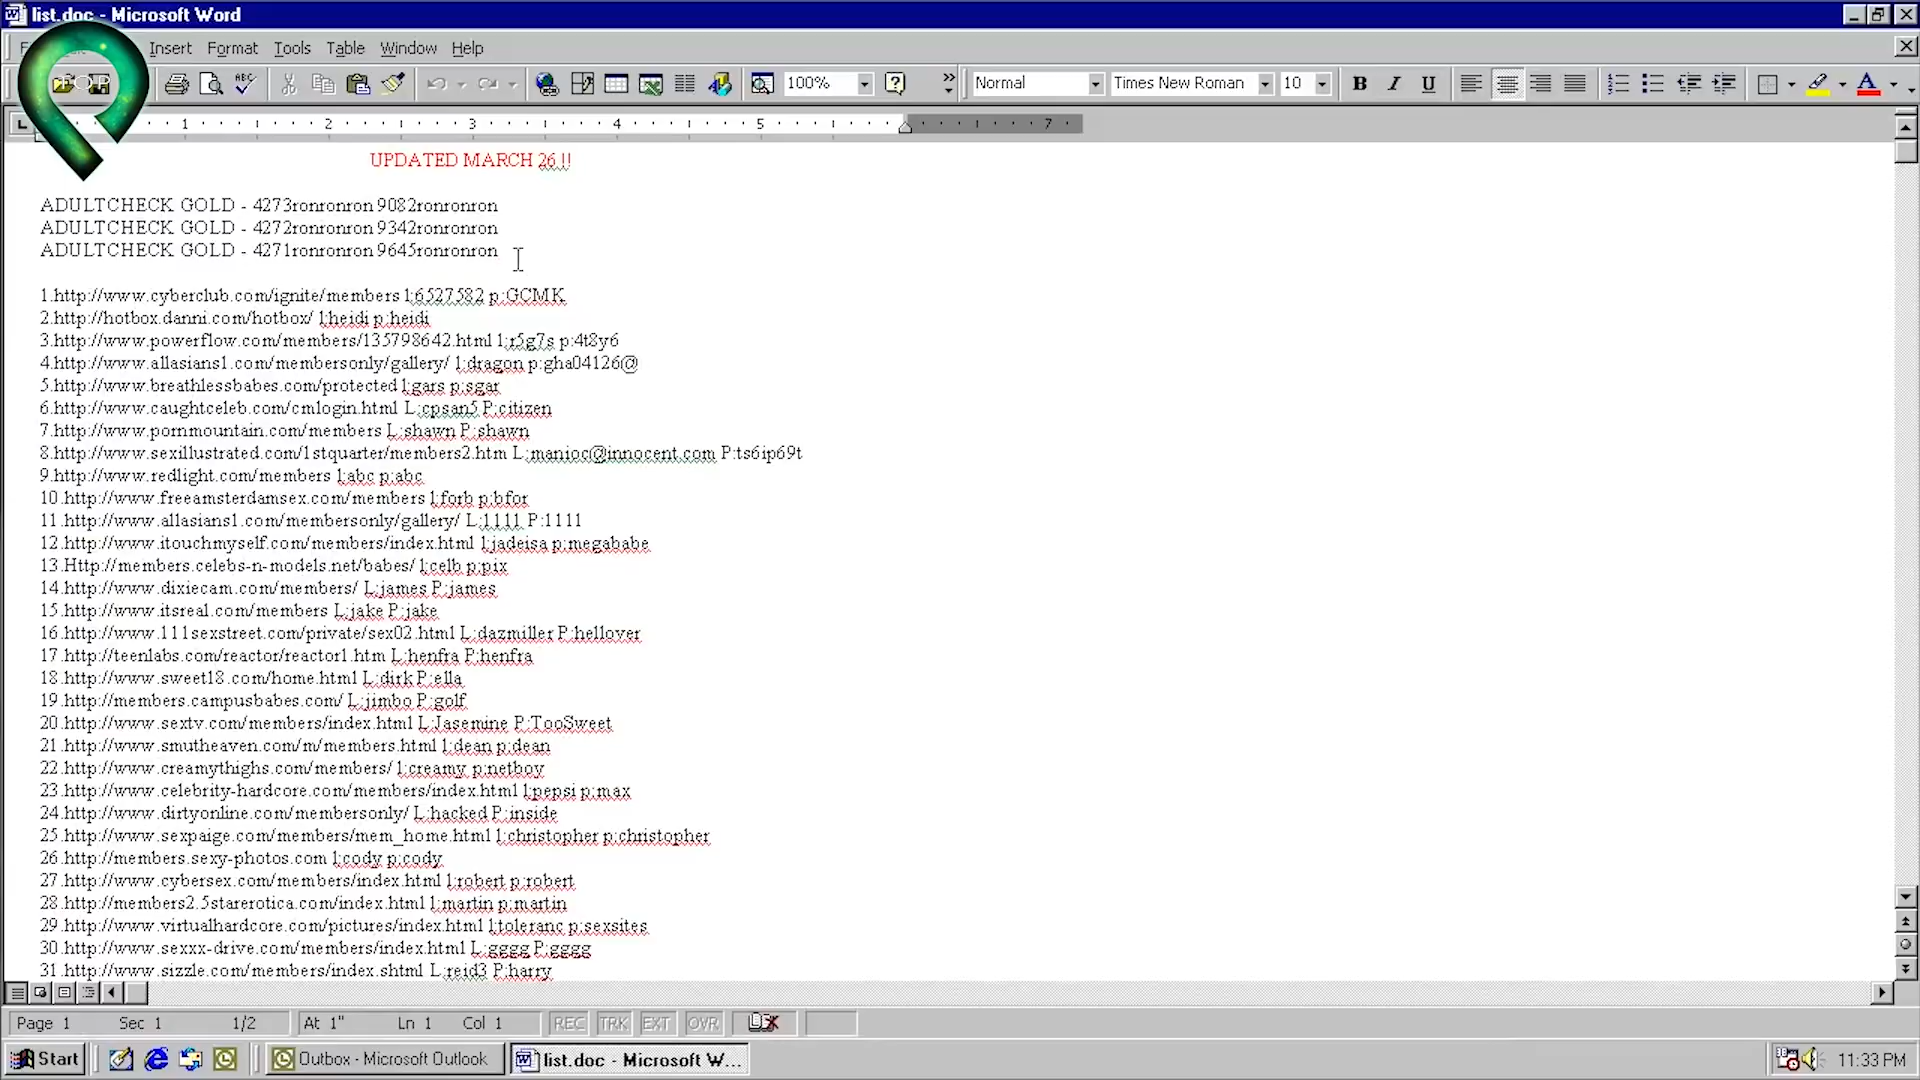 list.doc - Microsoft Word
Insert Format Tools Table Window Help
100% Normal Times New Roman 10 B I U A
1 2 3 4 5 7
UPDATED MARCH 26 !!
ADULTCHECK GOLD - 4273ronronron 9082ronronron
ADULTCHECK GOLD - 4272ronronron 9342ronronron
ADULTCHECK GOLD - 4271ronronron 9645ronronron
1.http://www.cyberclub.com/ignite/members l:6527582 p:GCMK
2.http://hotbox.danni.com/hotbox/ l:heidi p:heidi
3.http://www.powerflow.com/members/135798642.html l:r5g7s p:4t8y6
4.http://www.allasians1.com/membersonly/gallery/ l:dragon p:gha04126@
5.http://www.breathlessbabes.com/protected l:gars p:sgar
6.http://www.caughtceleb.com/cmlogin.html L:cpsan5 P:citizen
7.http://www.pornmountain.com/members L:shawn P:shawn
8.http://www.sexillustrated.com/1stquarter/members2.htm L:manioc@innocent.com P:ts6ip69t
9.http://www.redlight.com/members l:abc p:abc
10.http://www.freeamsterdamsex.com/members l:forb p:bfor
11.http://www.allasians1.com/membersonly/gallery/ L:1111 P:1111
12.http://www.itouchmyself.com/members/index.html l:jadeisa p:megababe
13.Http://members.celebs-n-models.net/babes/ l:celb p:pix
14.http://www.dixiecam.com/members/ L:james P:james
15.http://www.itsreal.com/members L:jake P:jake
16.http://www.111sexstreet.com/private/sex02.html L:dazmiller P:hellover
17.http://teenlabs.com/reactor/reactor1.htm L:henfra P:henfra
18.http://www.sweet18.com/home.html L:dirk P:ella
19.http://members.campusbabes.com/ L:jimbo P:golf
20.http://www.sextv.com/members/index.html L:Jasemine P:TooSweet
21.http://www.smutheaven.com/m/members.html l:dean p:dean
22.http://www.creamythighs.com/members/ l:creamy p:netboy
23.http://www.celebrity-hardcore.com/members/index.html l:pepsi p:max
24.http://www.dirtyonline.com/membersonly/ L:hacked P:inside
25.http://www.sexpaige.com/members/mem_home.html l:christopher p:christopher
26.http://members.sexy-photos.com l:cody p:cody
27.http://www.cybersex.com/members/index.html l:robert p:robert
28.http://members2.5starerotica.com/index.html l:martin p:martin
29.http://www.virtualhardcore.com/pictures/index.html l:toleranc p:sexsites
30.http://www.sexxx-drive.com/members/index.html L:gggg P:gggg
31.http://www.sizzle.com/members/index.shtml L:reid3 P:harry
Page 1 Sec 1 1/2 At 1" Ln 1 Col 1 REC TRK EXT OVR
Start Outbox - Microsoft Outlook list.doc - Microsoft W... 11:33 PM